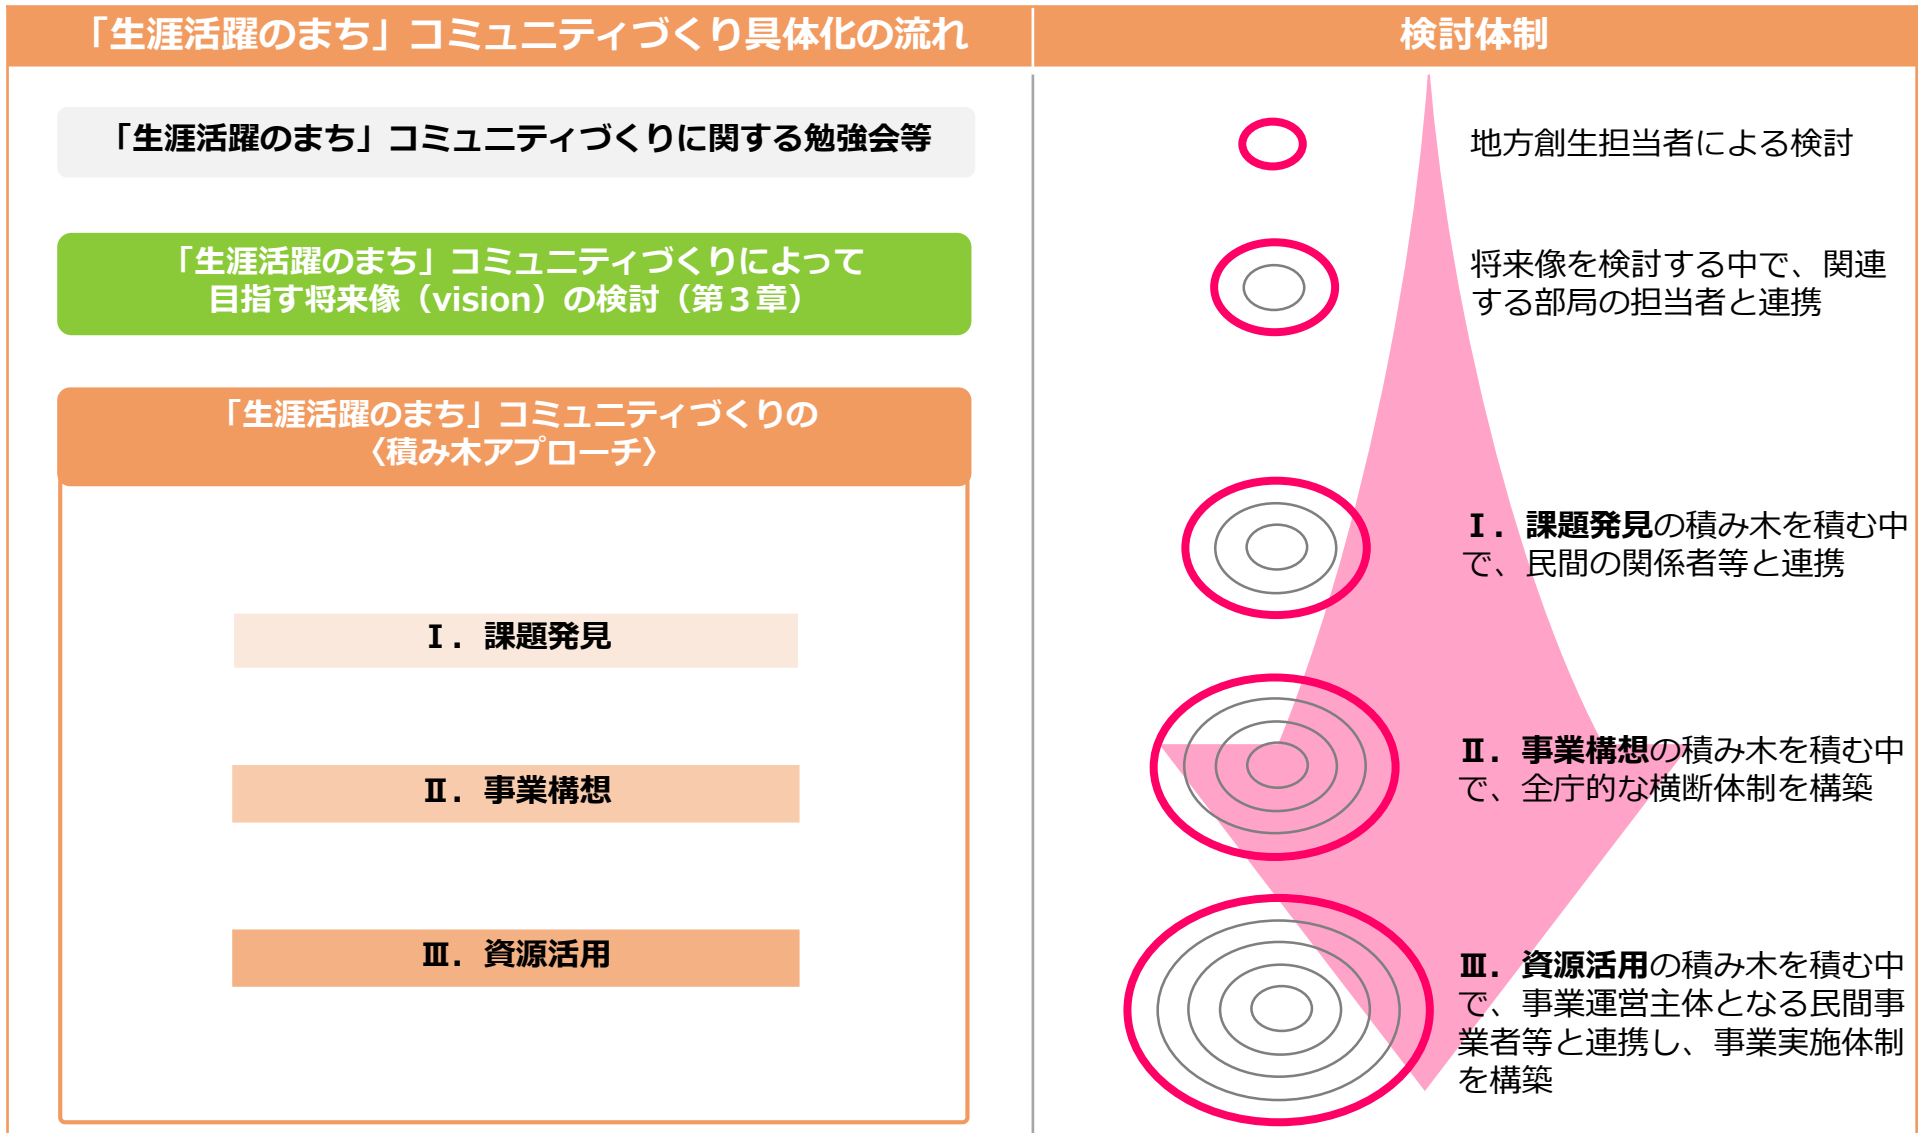 「生涯活躍のまち」コミュニティづくり具体化の流れ
検討体制
「生涯活躍のまち」コミュニティづくりに関する勉強会等
地方創生担当者による検討
「生涯活躍のまち」コミュニティづくりによって
目指す将来像（vision）の検討（第３章）
将来像を検討する中で、関連
する部局の担当者と連携
「生涯活躍のまち」コミュニティづくりの
〈積み木アプローチ〉
Ⅰ．課題発見
Ⅱ．事業構想
Ⅲ．資源活用
Ⅰ．課題発見の積み木を積む中
で、民間の関係者等と連携
Ⅱ．事業構想の積み木を積む中
で、全庁的な横断体制を構築
Ⅲ．資源活用の積み木を積む中
で、事業運営主体となる民間事
業者等と連携し、事業実施体制
を構築